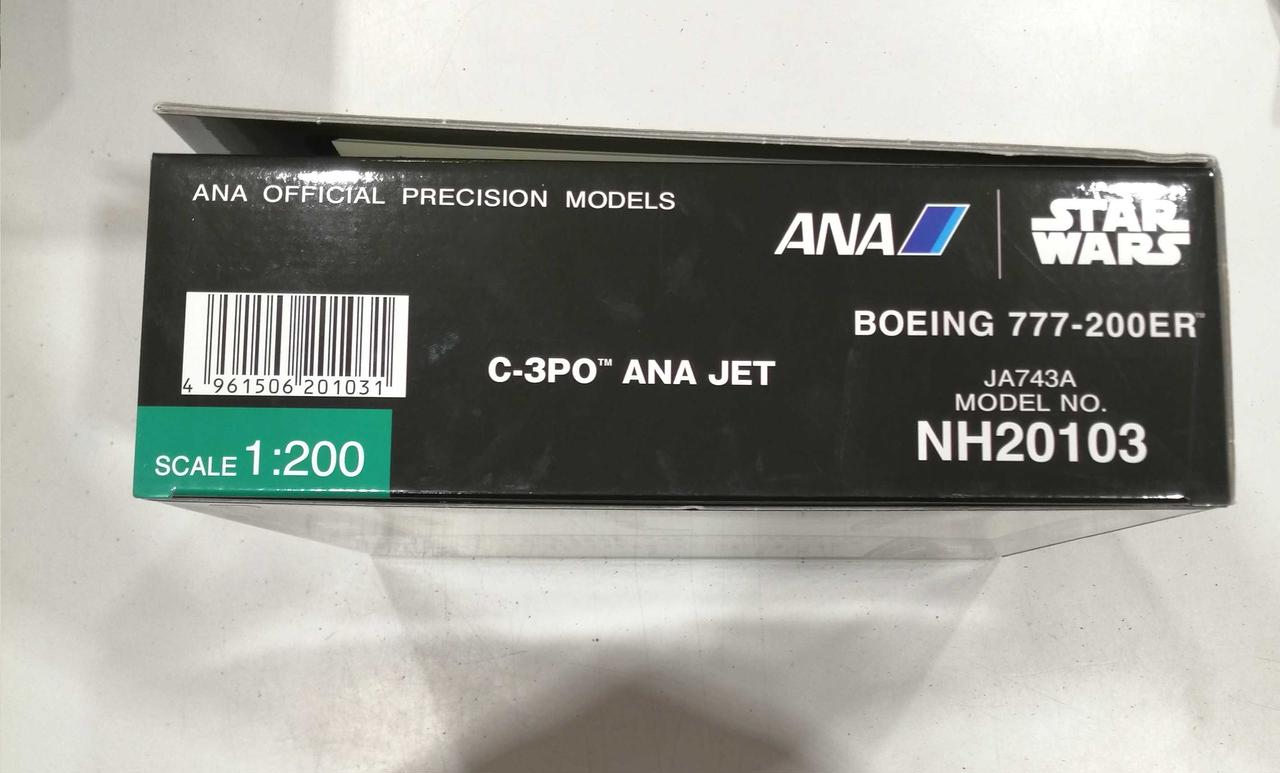 ANA OFFICIAL PRECISION MODELS
ANA
STAR
WARS
BOEING 777-200ER™
C-3PO™ ANA JET
JA743A
MODEL NO.
NH20103
4 961506 201031
SCALE 1:200